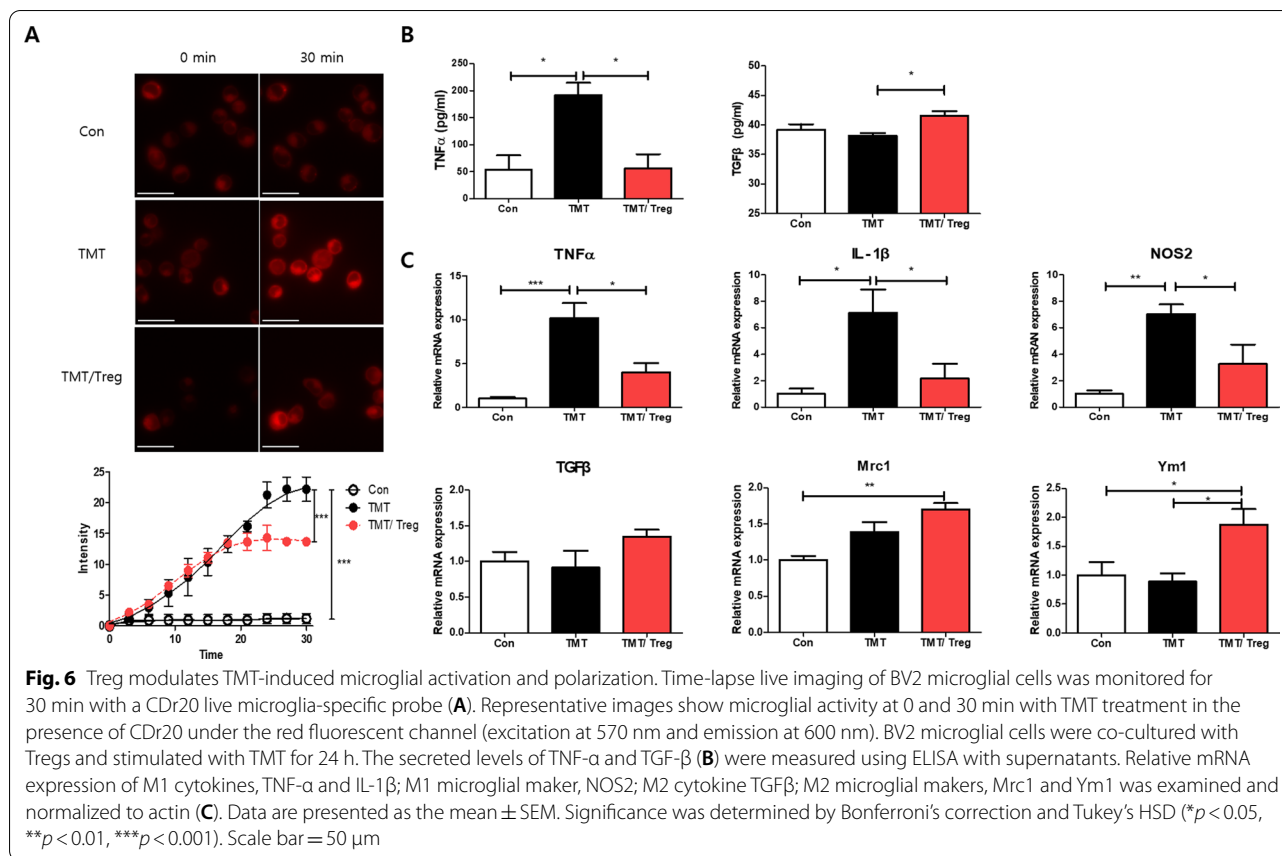 A
0 min 30 min
Con
TMT
TMT/Treg
25
20
15
10
5
0
Intensity
0 10 20 30
Time
Con
TMT
TMT/ Treg
***
***
B
TNFα (pg/ml)
250
200
150
100
50
0
* *
Con TMT TMT/ Treg
TGFβ (pg/ml)
45
40
35
30
25
*
Con TMT TMT/ Treg
C
TNFα
Relative mRNA expression
15
10
5
0
*** *
Con TMT TMT/ Treg
IL-1β
Relative mRNA expression
10
8
6
4
2
0
* *
Con TMT TMT/ Treg
NOS2
Relative mRAN expression
10
8
6
4
2
0
** *
Con TMT TMT/ Treg
TGFβ
Relative mRNA expression
2.0
1.5
1.0
0.5
0.0
Con TMT TMT/ Treg
Mrc1
Relative mRNA expression
2.0
1.5
1.0
0.5
0.0
**
Con TMT TMT/ Treg
Ym1
Relative mRNA expression
2.5
2.0
1.5
1.0
0.5
0.0
*
*
Con TMT TMT/ Treg
Fig. 6 Treg modulates TMT-induced microglial activation and polarization. Time-lapse live imaging of BV2 microglial cells was monitored for
30 min with a CDr20 live microglia-specific probe (A). Representative images show microglial activity at 0 and 30 min with TMT treatment in the
presence of CDr20 under the red fluorescent channel (excitation at 570 nm and emission at 600 nm). BV2 microglial cells were co-cultured with
Tregs and stimulated with TMT for 24 h. The secreted levels of TNF-α and TGF-β (B) were measured using ELISA with supernatants. Relative mRNA
expression of M1 cytokines, TNF-α and IL-1β; M1 microglial maker, NOS2; M2 cytokine TGFβ; M2 microglial makers, Mrc1 and Ym1 was examined and
normalized to actin (C). Data are presented as the mean ± SEM. Significance was determined by Bonferroni's correction and Tukey's HSD (*p < 0.05,
**p < 0.01, ***p < 0.001). Scale bar = 50 μm